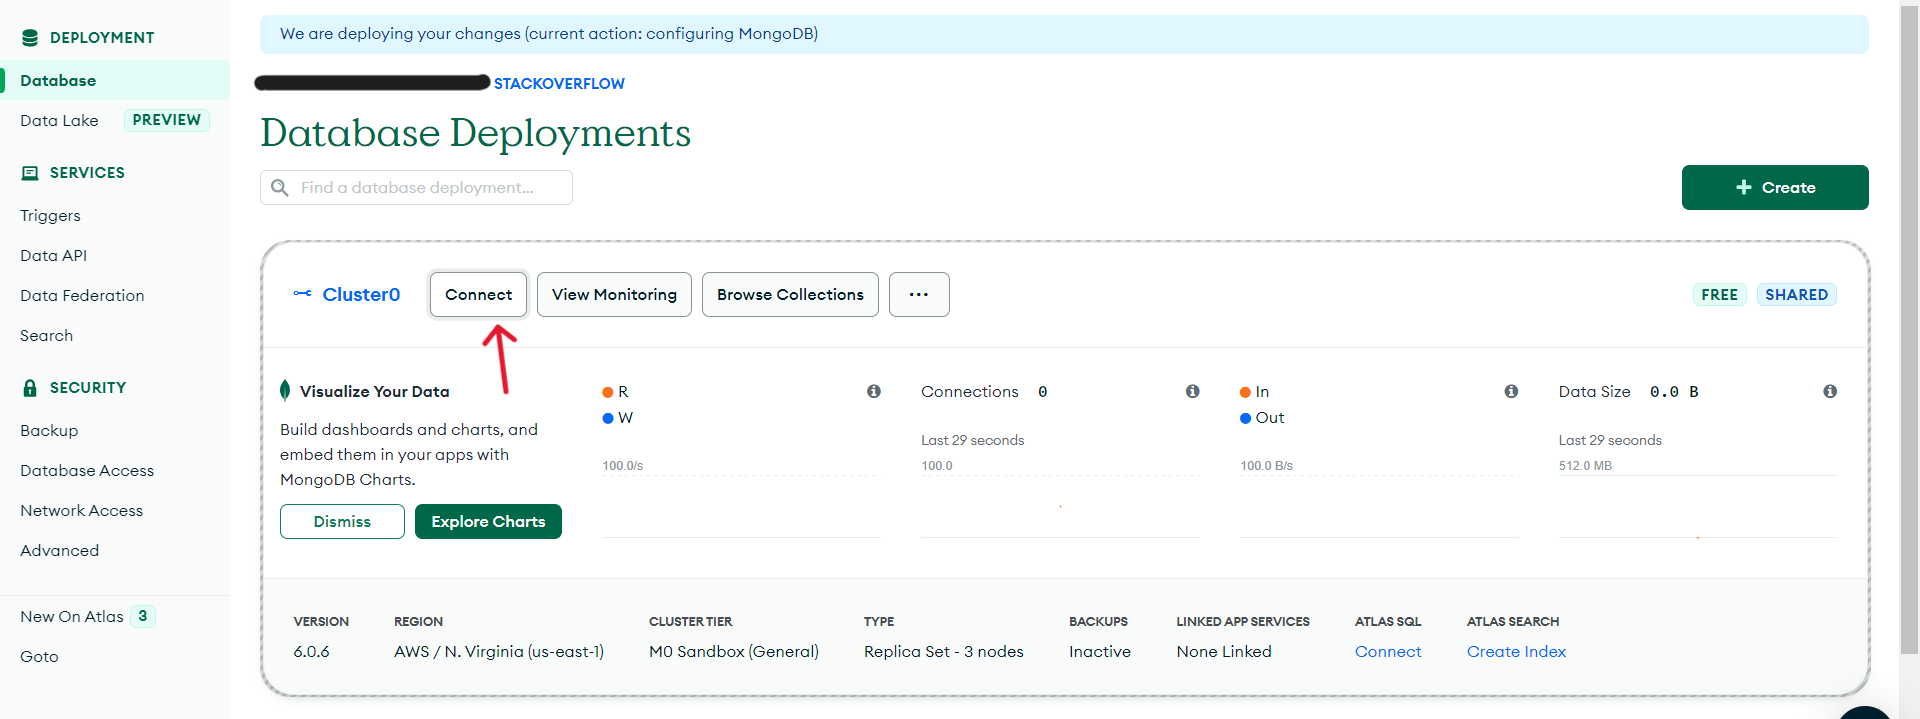 DEPLOYMENT
Database
Data Lake PREVIEW
SERVICES
Triggers
Data API
Data Federation
Search
SECURITY
Backup
Database Access
Network Access
Advanced
New On Atlas 3
Goto
We are deploying your changes (current action: configuring MongoDB)
STACKOVERFLOW
Database Deployments
Find a database deployment...
+ Create
Cluster0 Connect View Monitoring Browse Collections ...
FREE SHARED
Visualize Your Data
Build dashboards and charts, and
embed them in your apps with
MongoDB Charts.
Dismiss Explore Charts
R
W
100.0/s
Connections 0
Last 29 seconds
100.0
In
Out
100.0 B/s
Data Size 0.0 B
Last 29 seconds
512.0 MB
VERSION REGION CLUSTER TIER TYPE BACKUPS LINKED APP SERVICES ATLAS SQL ATLAS SEARCH
6.0.6 AWS / N. Virginia (us-east-1) M0 Sandbox (General) Replica Set - 3 nodes Inactive None Linked Connect Create Index